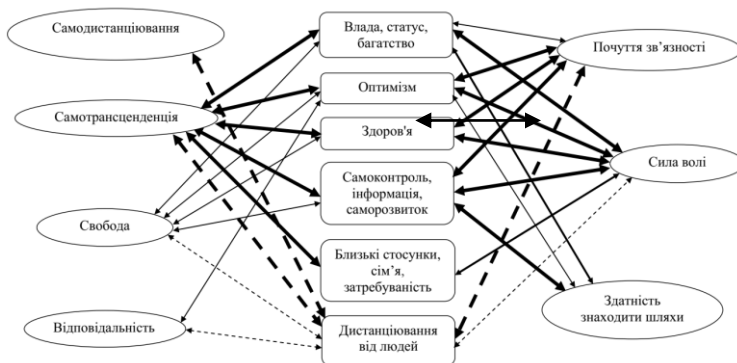 Самодистанціювання
Самотрансценденція
Свобода
Відповідальність
Влада, статус,
багатство
Оптимізм
Здоров'я
Самоконтроль,
інформація,
саморозвиток
Близькі стосунки,
сім’я,
затребуваність
Дистанціювання
від людей
Почуття зв’язності
Сила волі
Здатність
знаходити шляхи